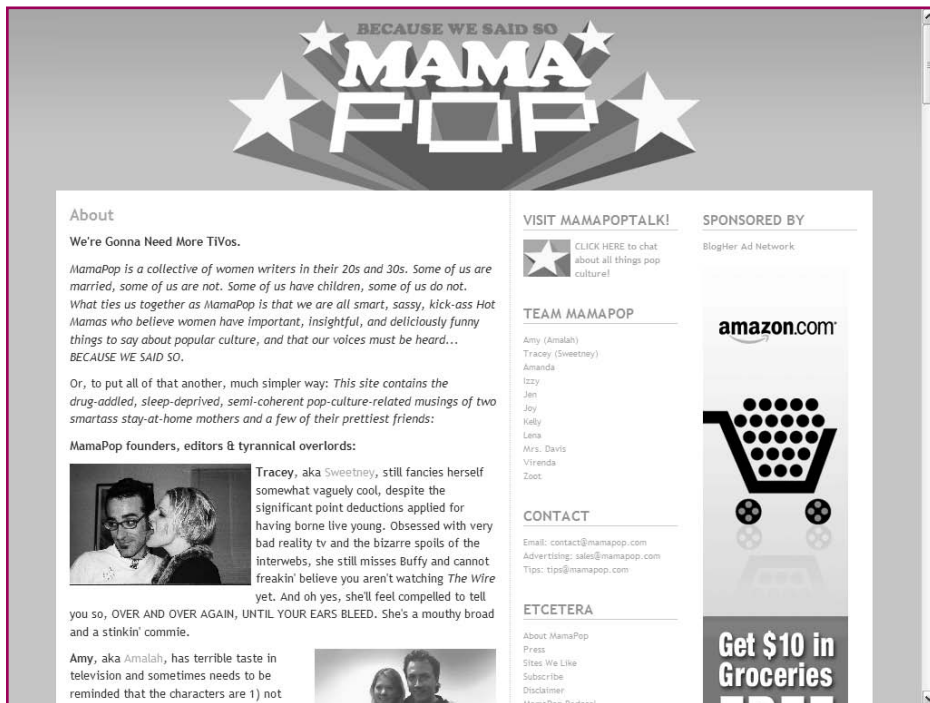 BECAUSE WE SAID SO
MAMA
POP
About
We're Gonna Need More TiVos.
MamaPop is a collective of women writers in their 20s and 30s. Some of us are
married, some of us are not. Some of us have children, some of us do not.
What ties us together as MamaPop is that we are all smart, sassy, kick-ass Hot
Mamas who believe women have important, insightful, and deliciously funny
things to say about popular culture, and that our voices must be heard...
BECAUSE WE SAID SO.
Or, to put all of that another, much simpler way: This site contains the
drug-addled, sleep-deprived, semi-coherent pop-culture-related musings of two
smartass stay-at-home mothers and a few of their prettiest friends:
MamaPop founders, editors & tyrannical overlords:
Tracey, aka Sweetney, still fancies herself
somewhat vaguely cool, despite the
significant point deductions applied for
having borne live young. Obsessed with very
bad reality tv and the bizarre spoils of the
interwebs, she still misses Buffy and cannot
freakin' believe you aren't watching The Wire
yet. And oh yes, she'll feel compelled to tell
you so, OVER AND OVER AGAIN, UNTIL YOUR EARS BLEED. She's a mouthy broad
and a stinkin' commie.
Amy, aka Amalah, has terrible taste in
television and sometimes needs to be
reminded that the characters are 1) not
VISIT MAMAPOPTALK!
CLICK HERE to chat
about all things pop
culture!
TEAM MAMAPOP
Amy (Amalah)
Tracey (Sweetney)
Amanda
Izzy
Jen
Joy
Kelly
Lena
Mrs. Davis
Virenda
Zoot
CONTACT
Email: contact@mamapop.com
Advertising: sales@mamapop.com
Tips: tips@mamapop.com
ETCETERA
About MamaPop
Press
Sites We Like
Subscribe
Disclaimer
SPONSORED BY
BlogHer Ad Network
amazon.com
Get $10 in
Groceries
FREE